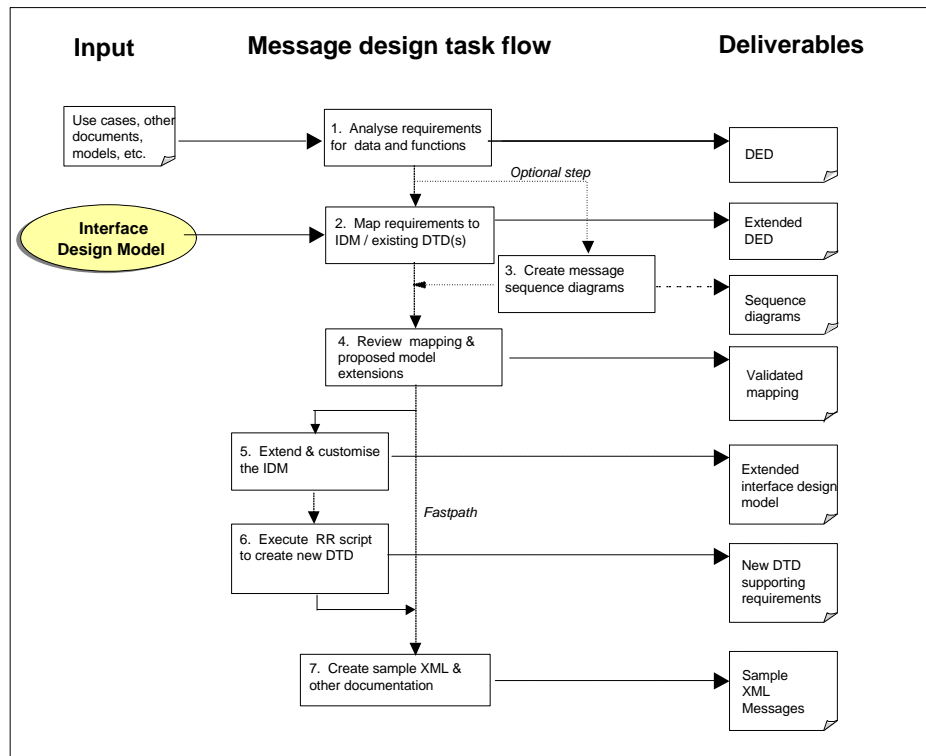 Input
Message design task flow
Deliverables
Use cases, other
documents,
models, etc.
1. Analyse requirements
for data and functions
DED
Optional step
Interface
Design Model
2. Map requirements to
IDM / existing DTD(s)
Extended
DED
3. Create message
sequence diagrams
Sequence
diagrams
4. Review mapping &
proposed model
extensions
Validated
mapping
5. Extend & customise
the IDM
Extended
interface design
model
Fastpath
6. Execute RR script
to create new DTD
New DTD
supporting
requirements
7. Create sample XML &
other documentation
Sample
XML
Messages